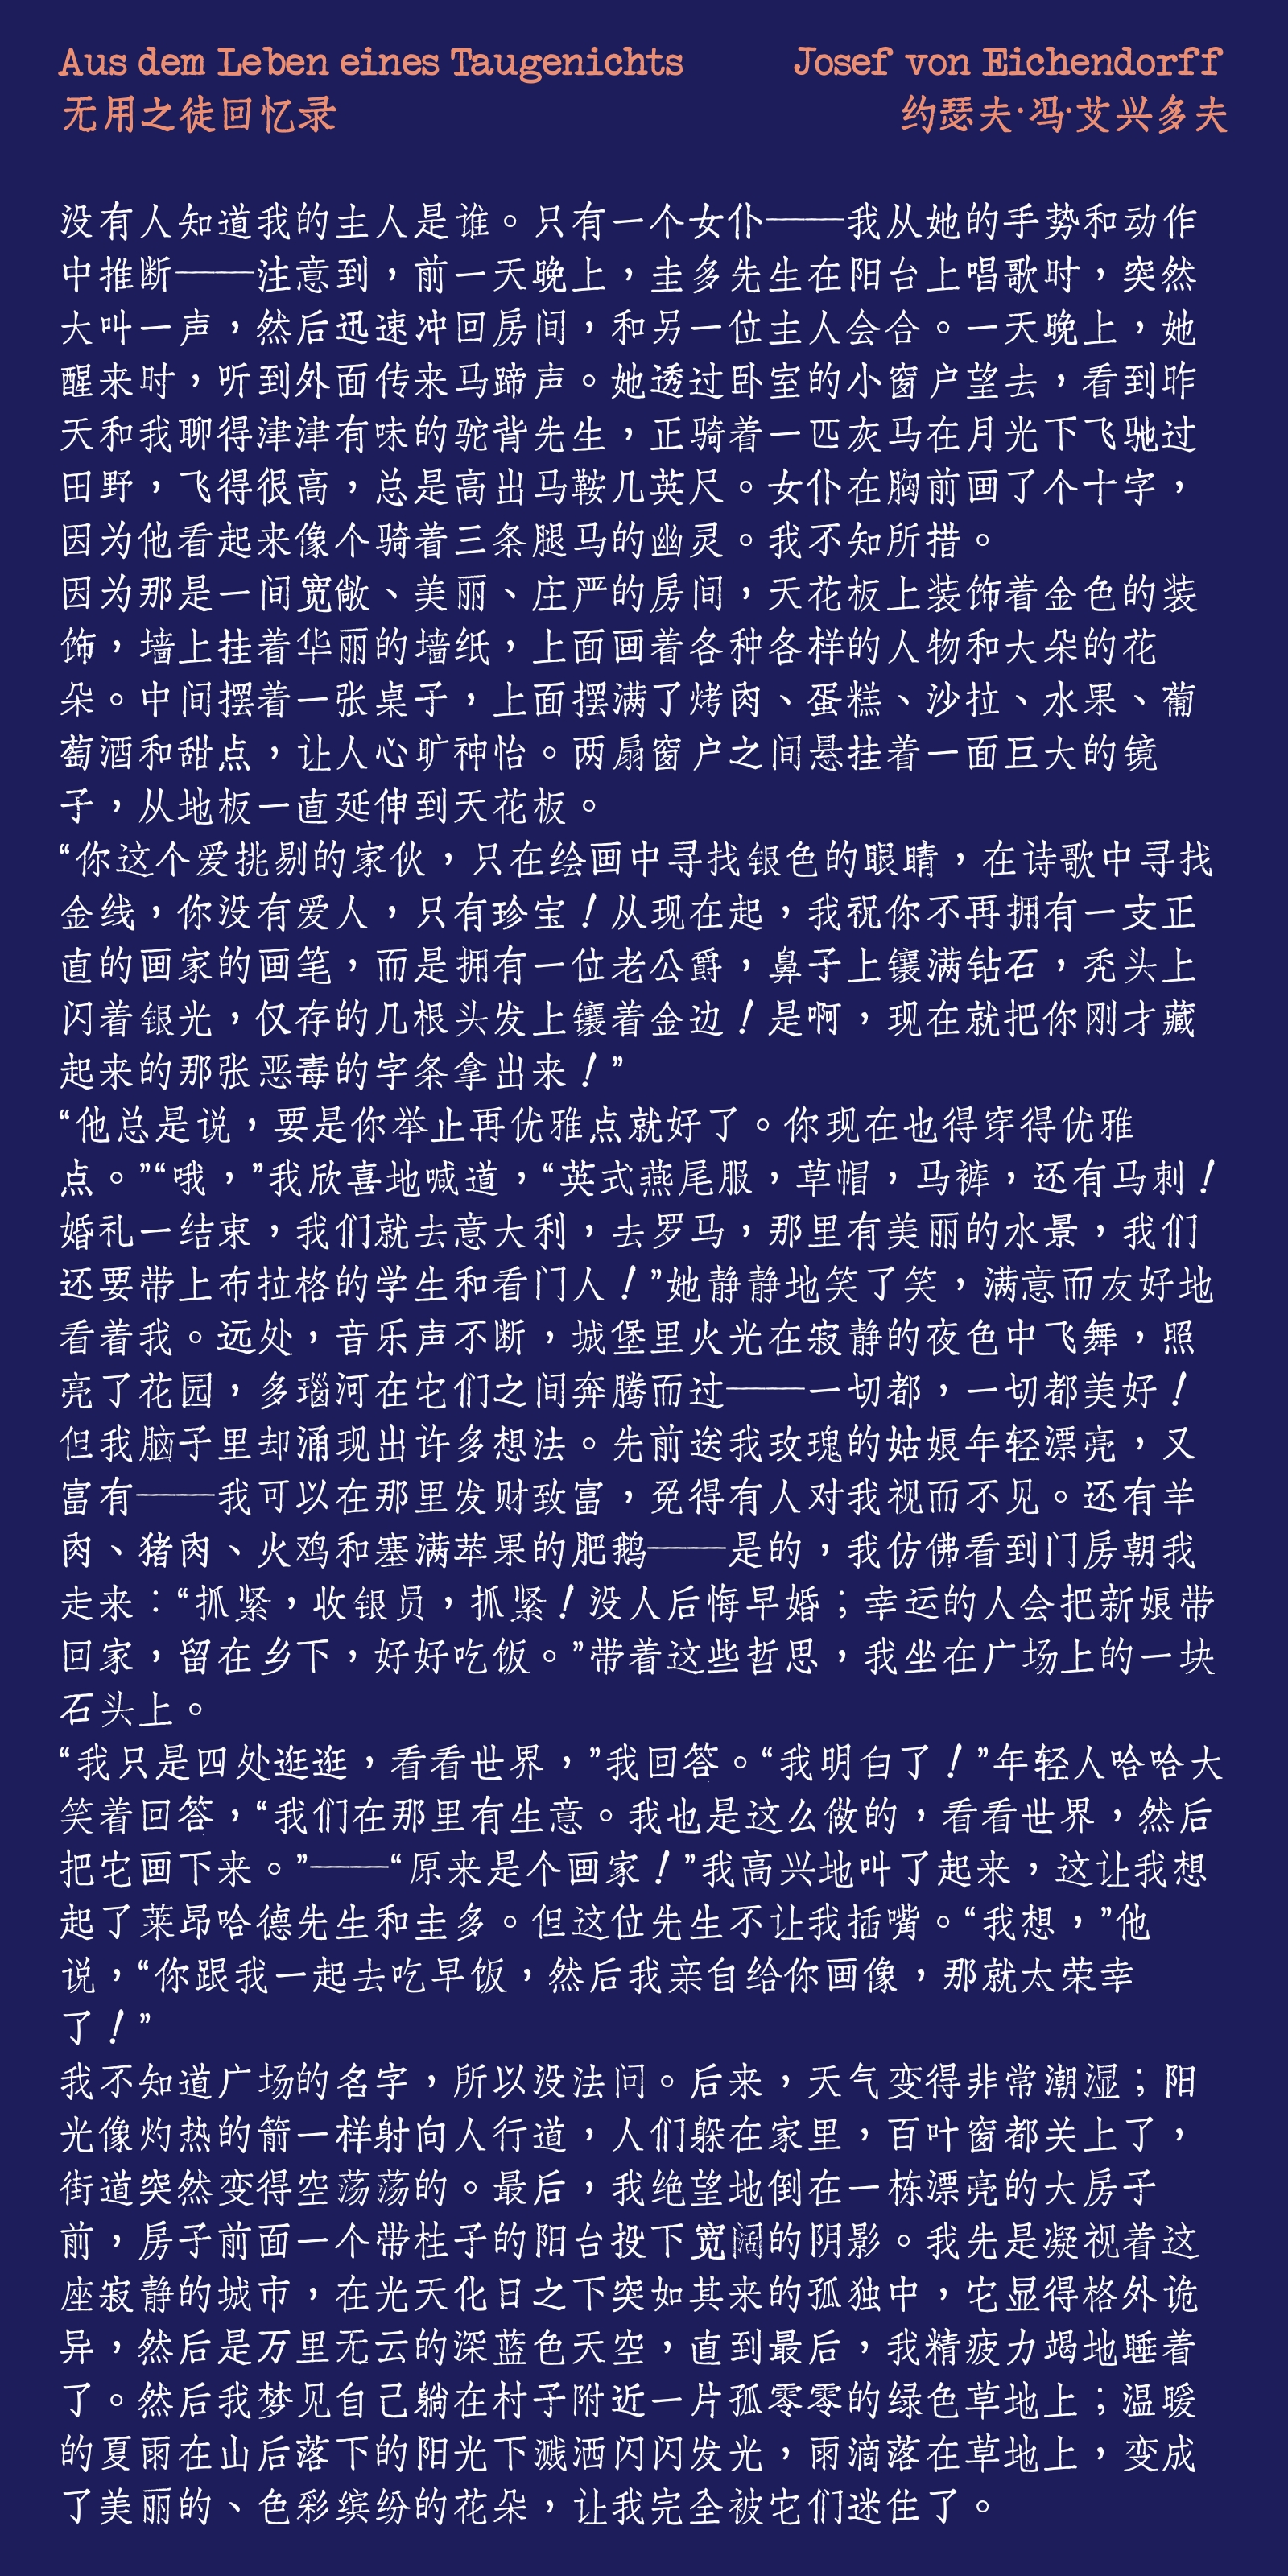 Aus dem Leben eines Taugenichts
Josef von Eichendorff
无用之徒回忆录
约瑟夫·冯·艾兴多夫
没有人知道我的主人是谁。只有一个女仆——我从她的手势和动作
中推断——注意到，前一天晚上，圭多先生在阳台上唱歌时，突然
大叫一声，然后迅速冲回房间，和另一位主人会合。一天晚上，她
醒来时，听到外面传来马蹄声。她透过卧室的小窗户望去，看到昨
天和我聊得津津有味的驼背先生，正骑着一匹灰马在月光下飞驰过
田野，飞得很高，总是高出马鞍几英尺。女仆在胸前画了个十字，
因为他看起来像个骑着三条腿马的幽灵。我不知所措。
因为那是一间宽敞、美丽、庄严的房间，天花板上装饰着金色的装
饰，墙上挂着华丽的墙纸，上面画着各种各样的人物和大朵的花
朵。中间摆着一张桌子，上面摆满了烤肉、蛋糕、沙拉、水果、葡
萄酒和甜点，让人心旷神怡。两扇窗户之间悬挂着一面巨大的镜
子，从地板一直延伸到天花板。
“你这个爱挑剔的家伙，只在绘画中寻找银色的眼睛，在诗歌中寻找
金线，你没有爱人，只有珍宝！从现在起，我祝你不再拥有一支正
直的画家的画笔，而是拥有一位老公爵，鼻子上镶满钻石，秃头上
闪着银光，仅存的几根头发上镶着金边！是啊，现在就把你刚才藏
起来的那张恶毒的字条拿出来！”
“他总是说，要是你举止再优雅点就好了。你现在也得穿得优雅
点。”“哦，”我欣喜地喊道，“英式燕尾服，草帽，马裤，还有马刺！
婚礼一结束，我们就去意大利，去罗马，那里有美丽的水景，我们
还要带上布拉格的学生和看门人！”她静静地笑了笑，满意而友好地
看着我。远处，音乐声不断，城堡里火光在寂静的夜色中飞舞，照
亮了花园，多瑙河在它们之间奔腾而过——一切都，一切都美好！
但我脑子里却涌现出许多想法。先前送我玫瑰的姑娘年轻漂亮，又
富有——我可以在那里发财致富，免得有人对我视而不见。还有羊
肉、猪肉、火鸡和塞满苹果的肥鹅——是的，我仿佛看到门房朝我
走来：“抓紧，收银员，抓紧！没人后悔早婚；幸运的人会把新娘带
回家，留在乡下，好好吃饭。”带着这些哲思，我坐在广场上的一块
石头上。
“我只是四处逛逛，看看世界，”我回答。“我明白了！”年轻人哈哈大
笑着回答，“我们在那里有生意。我也是这么做的，看看世界，然后
把它画下来。”——“原来是个画家！”我高兴地叫了起来，这让我想
起了莱昂哈德先生和圭多。但这位先生不让我插嘴。“我想，”他
说，“你跟我一起去吃早饭，然后我亲自给你画像，那就太荣幸
了！”
我不知道广场的名字，所以没法问。后来，天气变得非常潮湿；阳
光像灼热的箭一样射向人行道，人们躲在家里，百叶窗都关上了，
街道突然变得空荡荡的。最后，我绝望地倒在一栋漂亮的大房子
前，房子前面一个带柱子的阳台投下宽阔的阴影。我先是凝视着这
座寂静的城市，在光天化日之下突如其来的孤独中，它显得格外诡
异，然后是万里无云的深蓝色天空，直到最后，我精疲力竭地睡着
了。然后我梦见自己躺在村子附近一片孤零零的绿色草地上；温暖
的夏雨在山后落下的阳光下溅洒闪闪发光，雨滴落在草地上，变成
了美丽的、色彩缤纷的花朵，让我完全被它们迷住了。